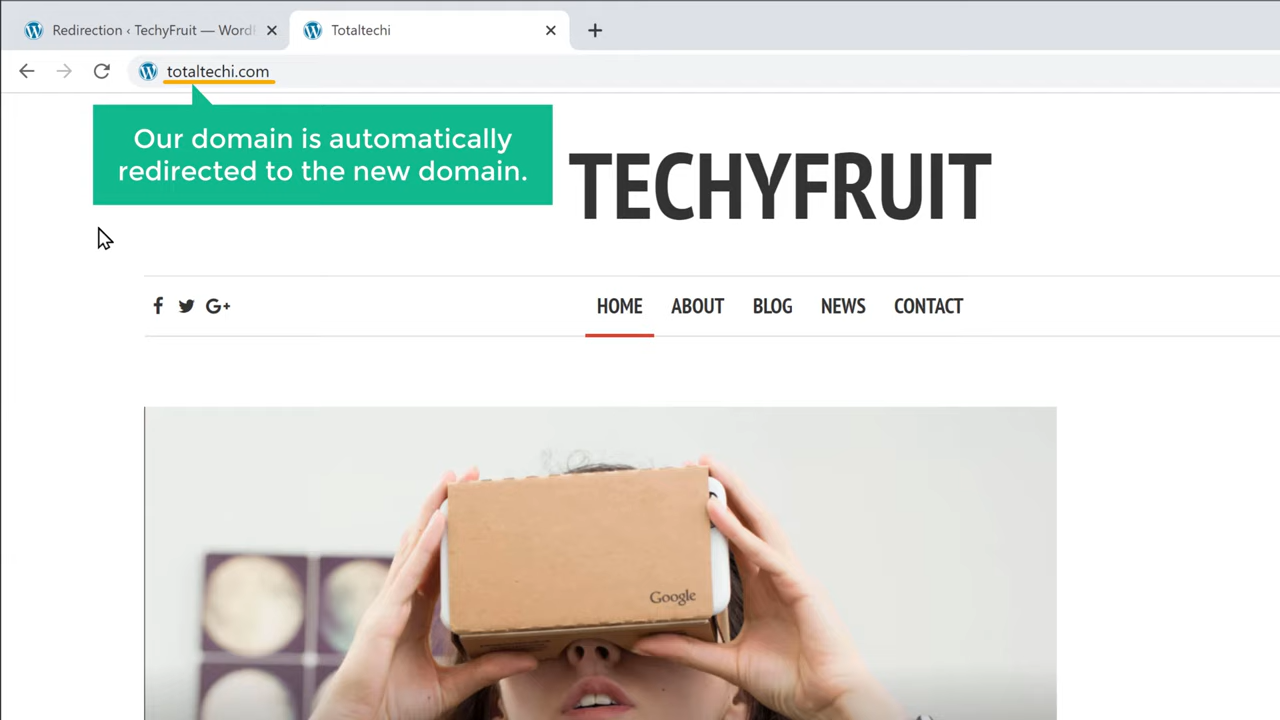 Redirection ‹ TechyFruit — Word
Totaltechi
totaltechi.com
Our domain is automatically
redirected to the new domain.
TECHYFRUIT
G+
HOME ABOUT BLOG NEWS CONTACT
Google